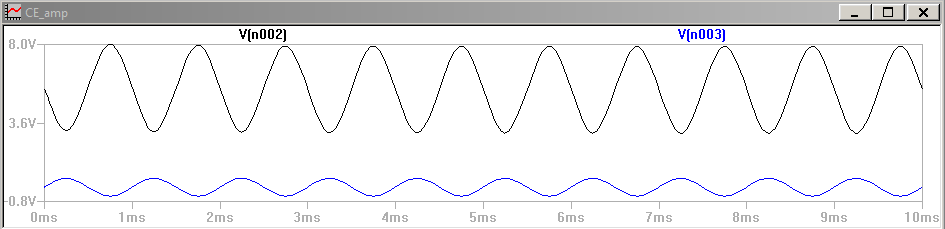 CE_amp
V(n002) V(n003)
8.0V
3.6V
-0.8V
0ms 1ms 2ms 3ms 4ms 5ms 6ms 7ms 8ms 9ms 10ms